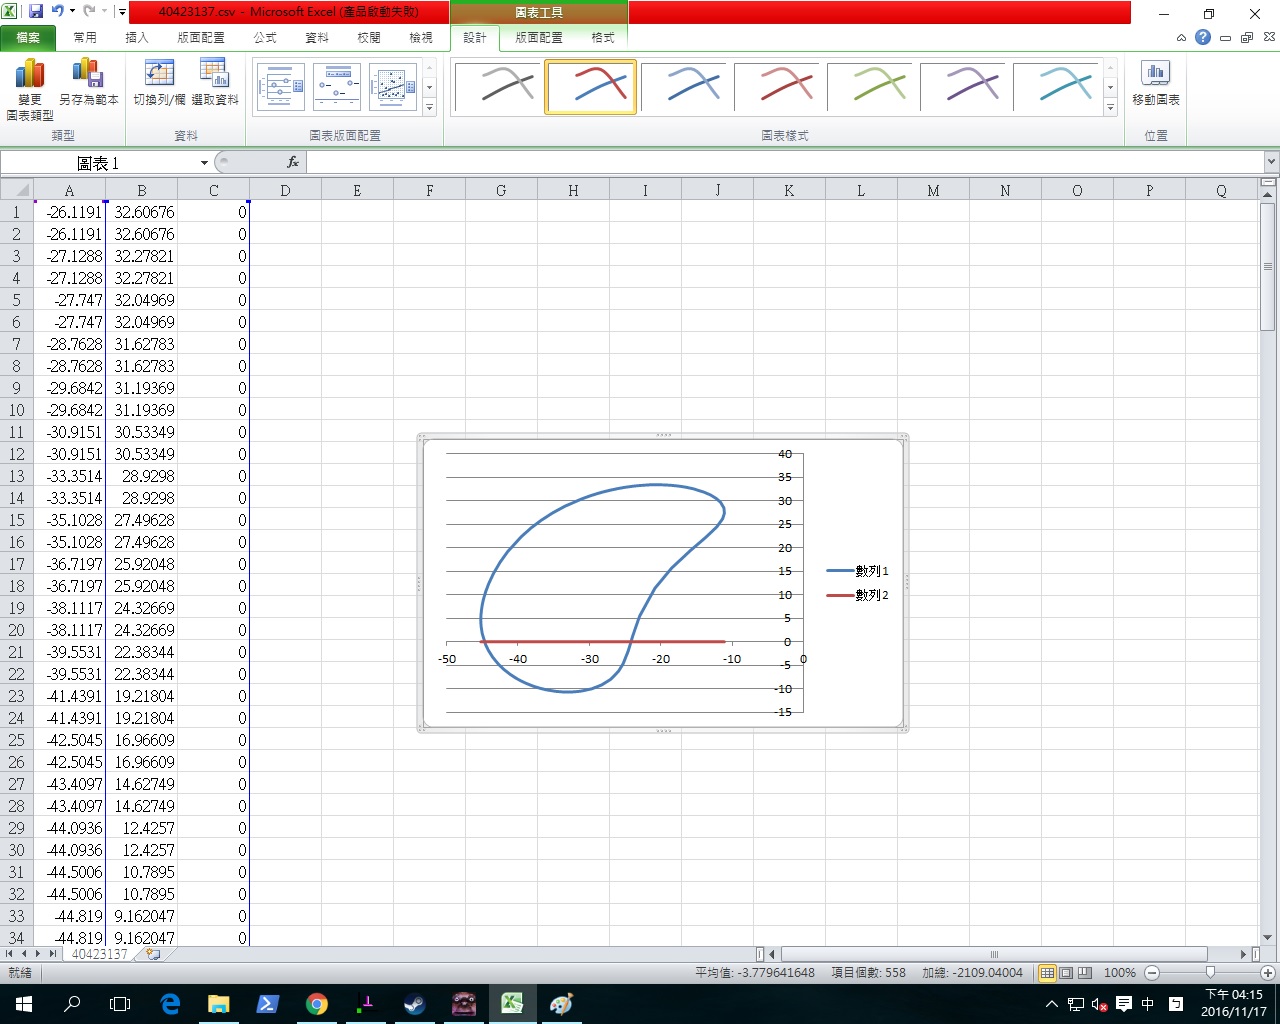 40423137.csv - Microsoft Excel (產品啟動失敗)
圖表工具
檔案 常用 插入 版面配置 公式 資料 校閱 檢視 設計 版面配置 格式
變更
圖表類型
另存為範本
切換列/欄
選取資料
移動圖表
類型 資料 圖表版面配置 圖表樣式 位置
圖表 1
fx
A B C D E F G H I J K L M N O P Q
1 -26.1191 32.60676 0
2 -26.1191 32.60676 0
3 -27.1288 32.27821 0
4 -27.1288 32.27821 0
5 -27.747 32.04969 0
6 -27.747 32.04969 0
7 -28.7628 31.62783 0
8 -28.7628 31.62783 0
9 -29.6842 31.19369 0
10 -29.6842 31.19369 0
11 -30.9151 30.53349 0
12 -30.9151 30.53349 0
13 -33.3514 28.9298 0
14 -33.3514 28.9298 0
15 -35.1028 27.49628 0
16 -35.1028 27.49628 0
17 -36.7197 25.92048 0
18 -36.7197 25.92048 0
19 -38.1117 24.32669 0
20 -38.1117 24.32669 0
21 -39.5531 22.38344 0
22 -39.5531 22.38344 0
23 -41.4391 19.21804 0
24 -41.4391 19.21804 0
25 -42.5045 16.96609 0
26 -42.5045 16.96609 0
27 -43.4097 14.62749 0
28 -43.4097 14.62749 0
29 -44.0936 12.4257 0
30 -44.0936 12.4257 0
31 -44.5006 10.7895 0
32 -44.5006 10.7895 0
33 -44.819 9.162047 0
34 -44.819 9.162047 0
40
35
30
25
20
15
10
5
0
-5
-10
-15
-50 -40 -30 -20 -10 0
數列1
數列2
40423137
就緒
平均值: -3.779641648 項目個數: 558 加總: -2109.04004 100%
中
下午 04:15
2016/11/17